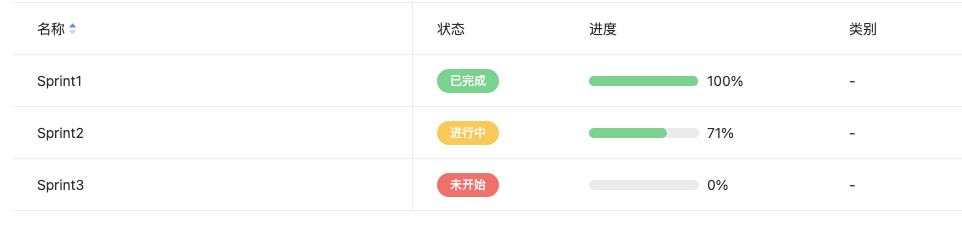 名称 状态 进度 类别
Sprint1 已完成 100% -
Sprint2 进行中 71% -
Sprint3 未开始 0% -